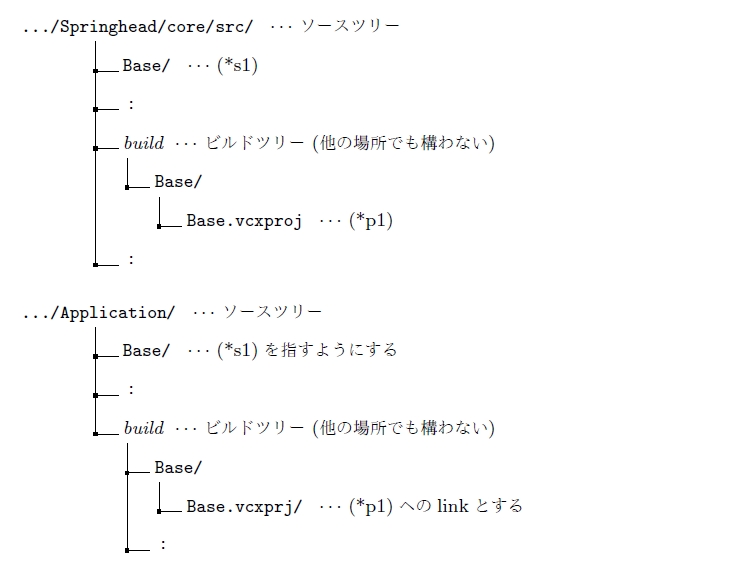 .../Springhead/core/src/ ··· ソースツリー
Base/ ··· (*s1)
:
build ··· ビルドツリー (他の場所でも構わない)
Base/
Base.vcxproj ··· (*p1)
:
.../Application/ ··· ソースツリー
Base/ ··· (*s1) を指すようにする
:
build ··· ビルドツリー (他の場所でも構わない)
Base/
Base.vcxprj/ ··· (*p1) への link とする
: